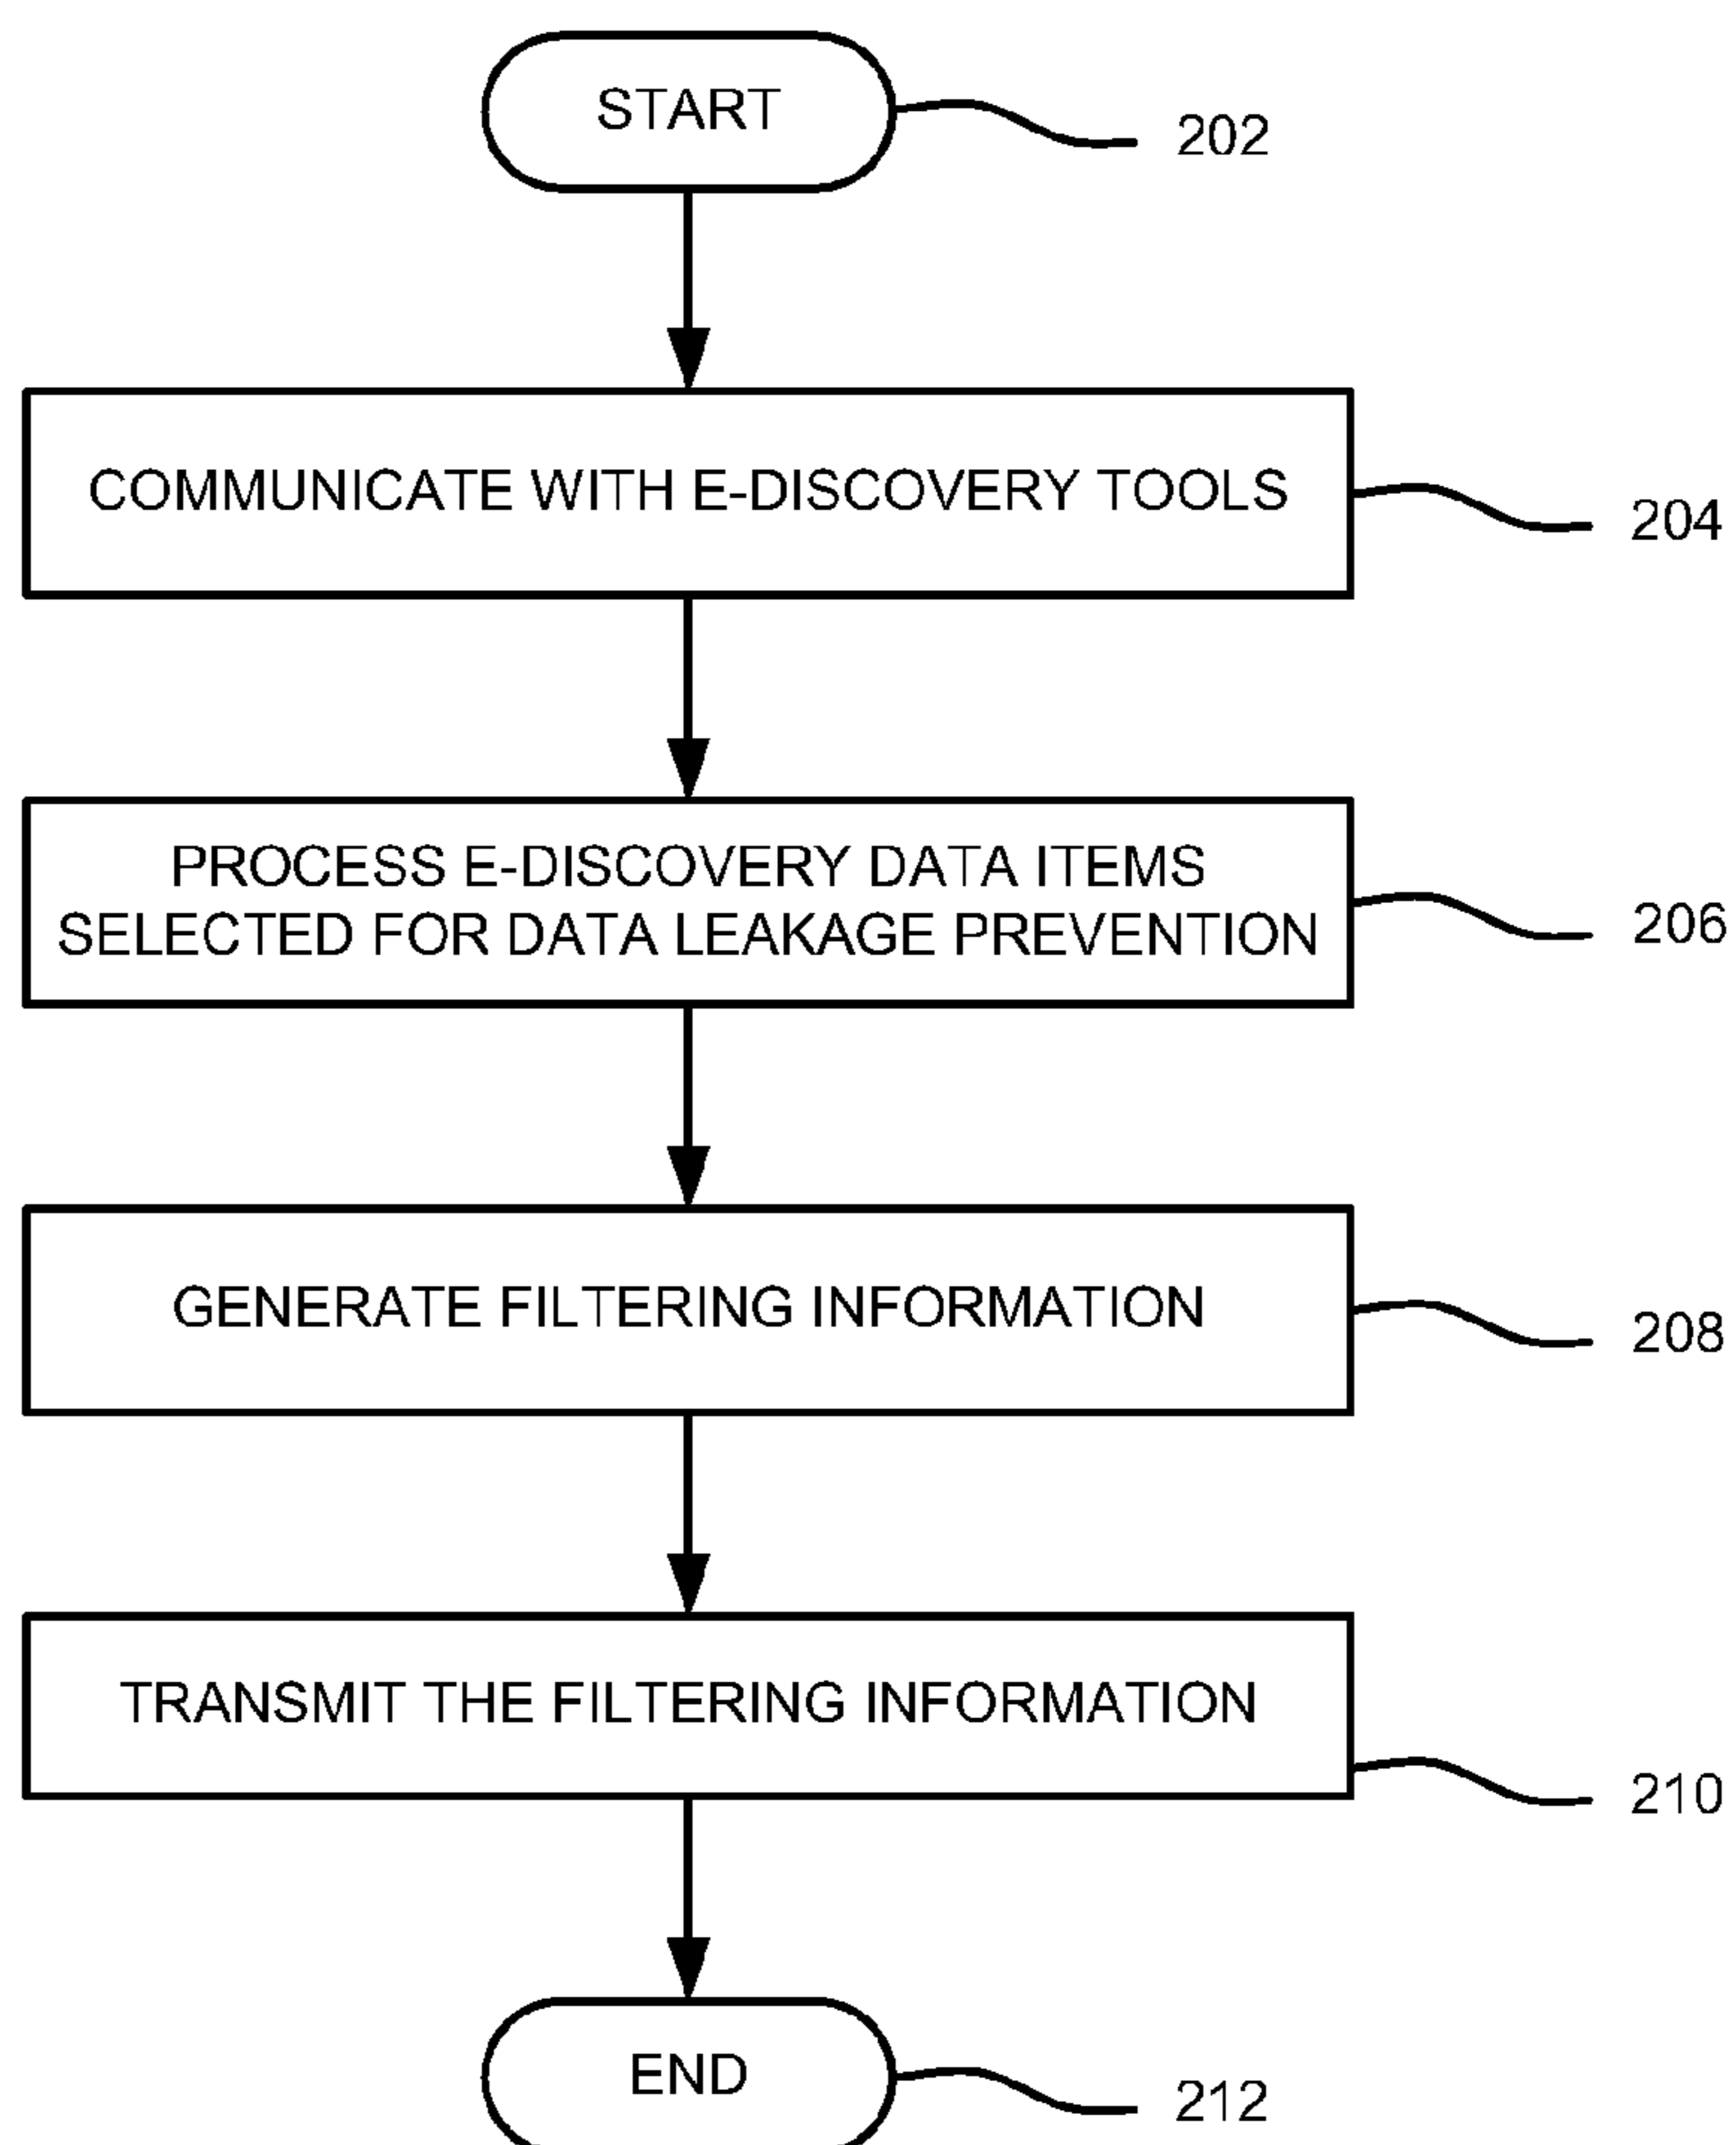 START
202
COMMUNICATE WITH E-DISCOVERY TOOLS
204
PROCESS E-DISCOVERY DATA ITEMS
SELECTED FOR DATA LEAKAGE PREVENTION
206
GENERATE FILTERING INFORMATION
208
TRANSMIT THE FILTERING INFORMATION
210
END
212